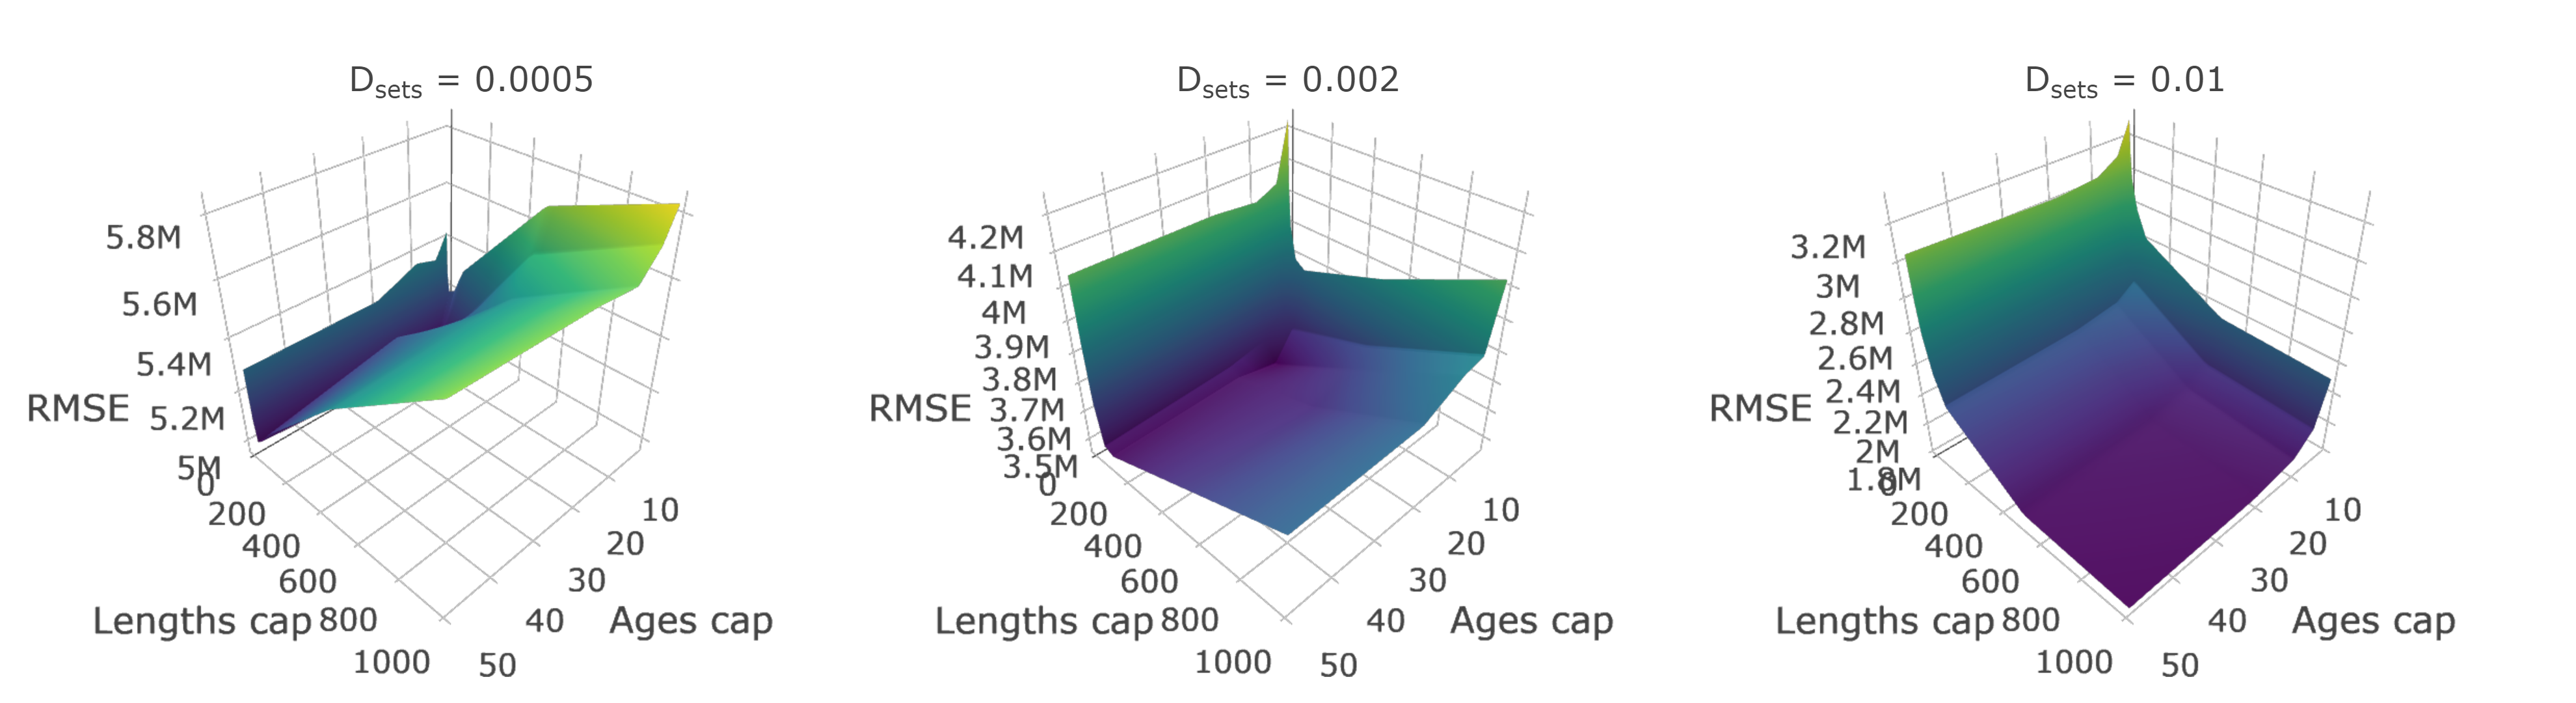 D_sets = 0.0005
5.8M
5.6M
5.4M
RMSE
5.2M
5M
0
200
400
600
Lengths cap
800
1000
10
20
30
40
50
Ages cap
D_sets = 0.002
4.2M
4.1M
4M
3.9M
3.8M
RMSE
3.7M
3.6M
3.5M
0
200
400
600
Lengths cap
800
1000
10
20
30
40
50
Ages cap
D_sets = 0.01
3.2M
3M
2.8M
2.6M
2.4M
RMSE
2.2M
2M
1.8M
0
200
400
600
Lengths cap
800
1000
10
20
30
40
50
Ages cap